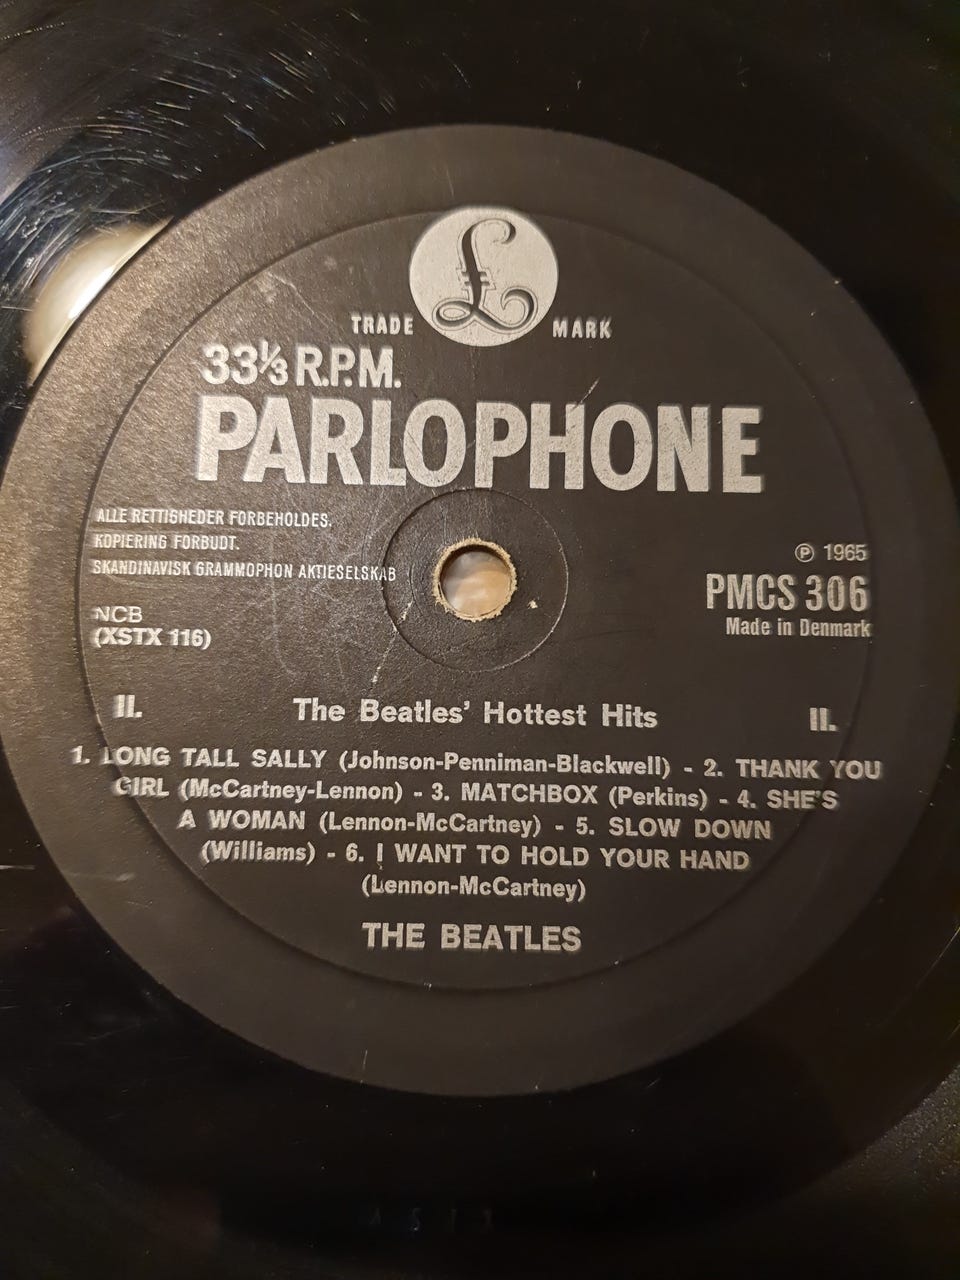 £
TRADE MARK
33⅓ R.P.M.
PARLOPHONE
ALLE RETTIGHEDER FORBEHOLDES.
KOPIERING FORBUDT.
SKANDINAVISK GRAMMOPHON AKTIESELSKAB
NCB
(XSTX 116)
℗ 1965
PMCS 306
Made in Denmark
II. The Beatles' Hottest Hits II.
1. LONG TALL SALLY (Johnson-Penniman-Blackwell) - 2. THANK YOU
GIRL (McCartney-Lennon) - 3. MATCHBOX (Perkins) - 4. SHE'S
A WOMAN (Lennon-McCartney) - 5. SLOW DOWN
(Williams) - 6. I WANT TO HOLD YOUR HAND
(Lennon-McCartney)
THE BEATLES